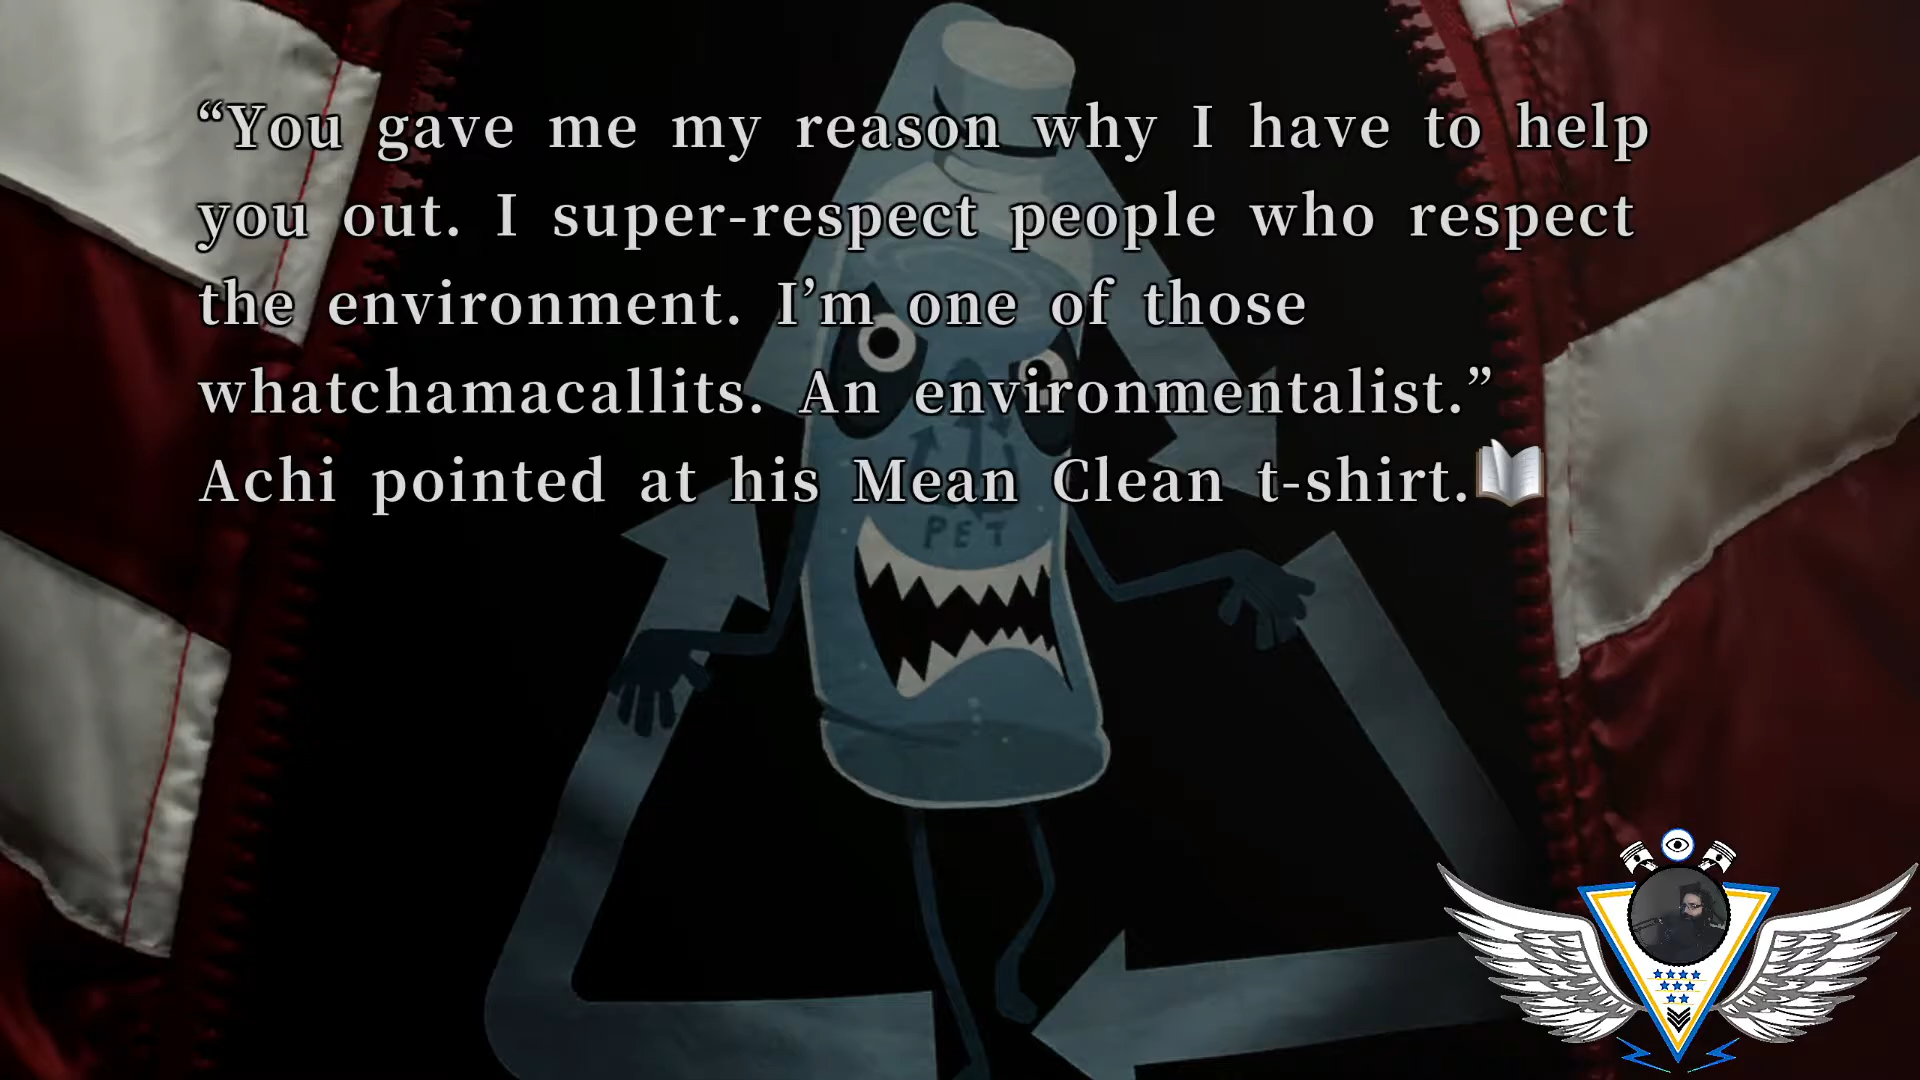 “You gave me my reason why I have to help
you out. I super-respect people who respect
the environment. I’m one of those
whatchamacallits. An environmentalist.”
Achi pointed at his Mean Clean t-shirt.
PET